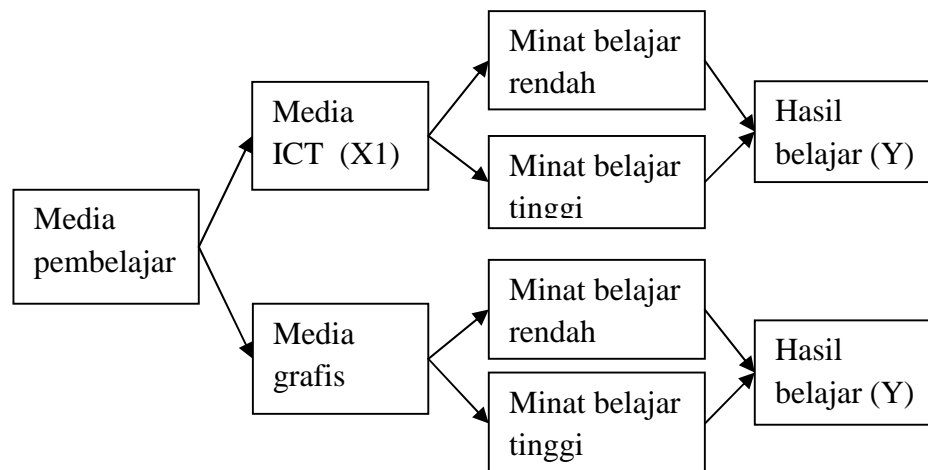 Minat belajar
rendah
Media
ICT (X1)
Hasil
belajar (Y)
Minat belajar
tinggi
Media
pembelajar
Minat belajar
rendah
Media
grafis
Hasil
belajar (Y)
Minat belajar
tinggi